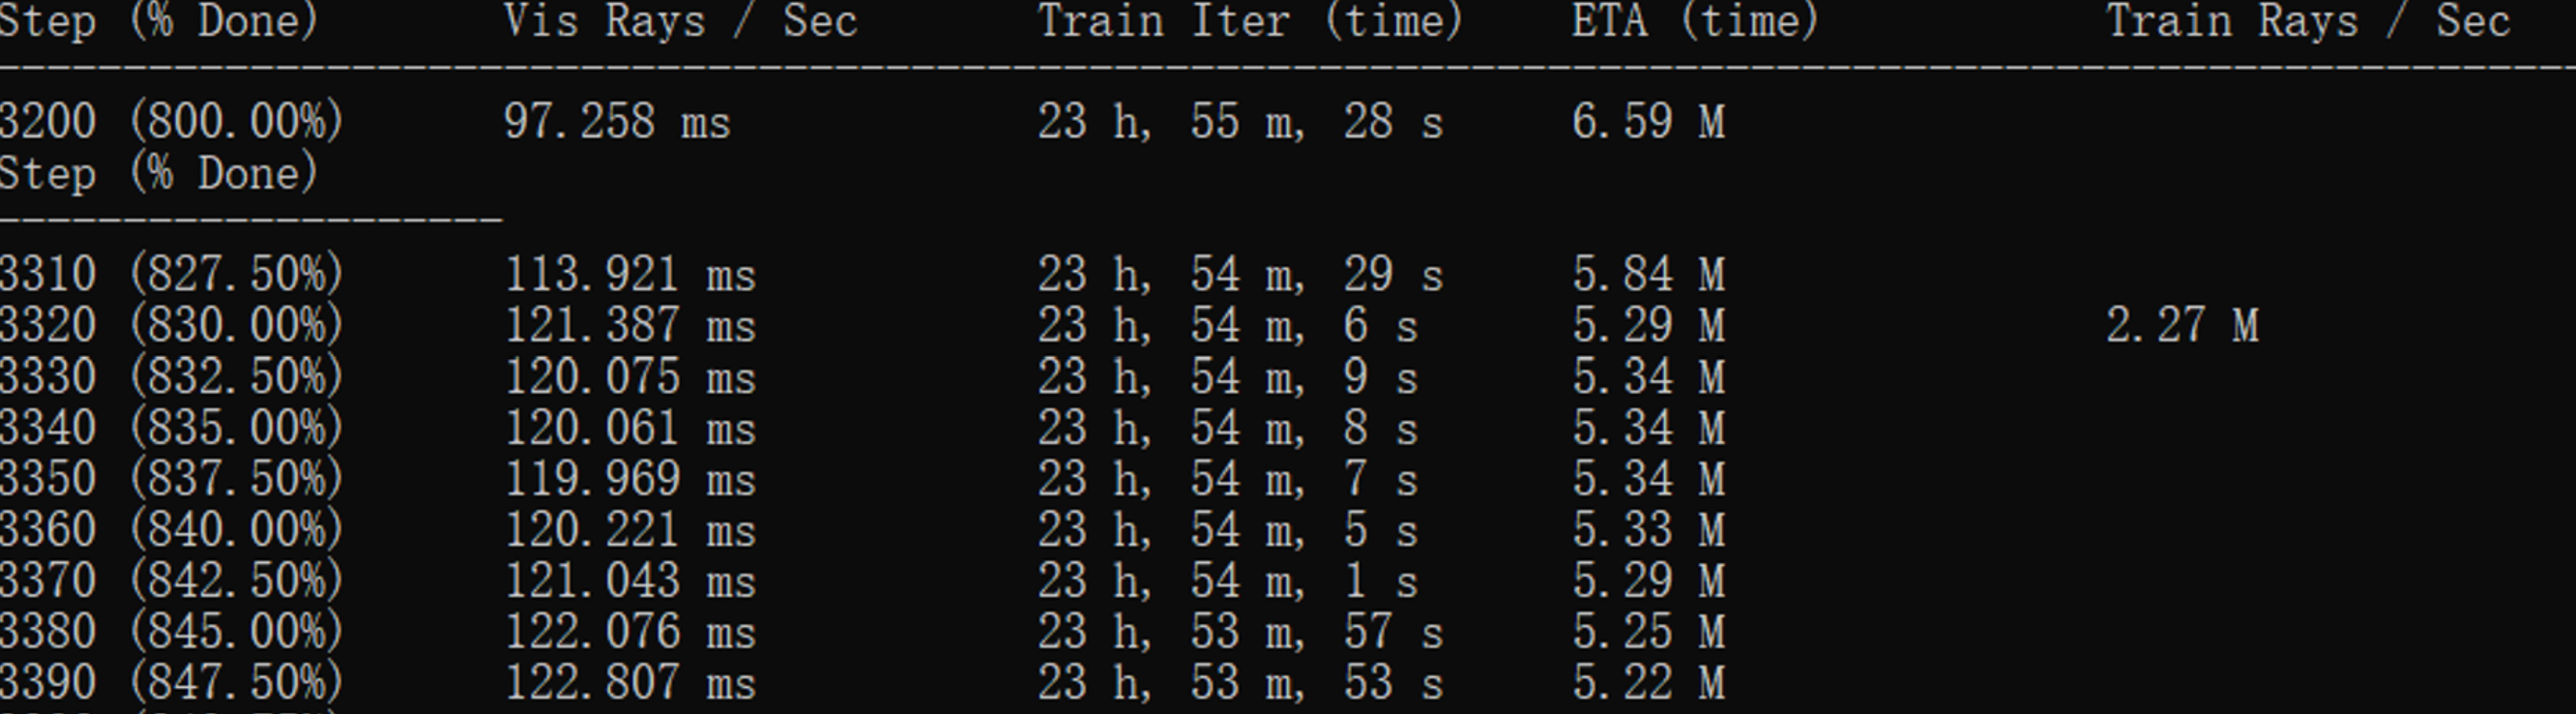 Step (% Done) Vis Rays / Sec Train Iter (time) ETA (time) Train Rays / Sec
--------------------------------------------------------------------------------
3200 (800.00%) 97.258 ms 23 h, 55 m, 28 s 6.59 M
Step (% Done)
--------------------
3310 (827.50%) 113.921 ms 23 h, 54 m, 29 s 5.84 M
3320 (830.00%) 121.387 ms 23 h, 54 m, 6 s 5.29 M 2.27 M
3330 (832.50%) 120.075 ms 23 h, 54 m, 9 s 5.34 M
3340 (835.00%) 120.061 ms 23 h, 54 m, 8 s 5.34 M
3350 (837.50%) 119.969 ms 23 h, 54 m, 7 s 5.34 M
3360 (840.00%) 120.221 ms 23 h, 54 m, 5 s 5.33 M
3370 (842.50%) 121.043 ms 23 h, 54 m, 1 s 5.29 M
3380 (845.00%) 122.076 ms 23 h, 53 m, 57 s 5.25 M
3390 (847.50%) 122.807 ms 23 h, 53 m, 53 s 5.22 M